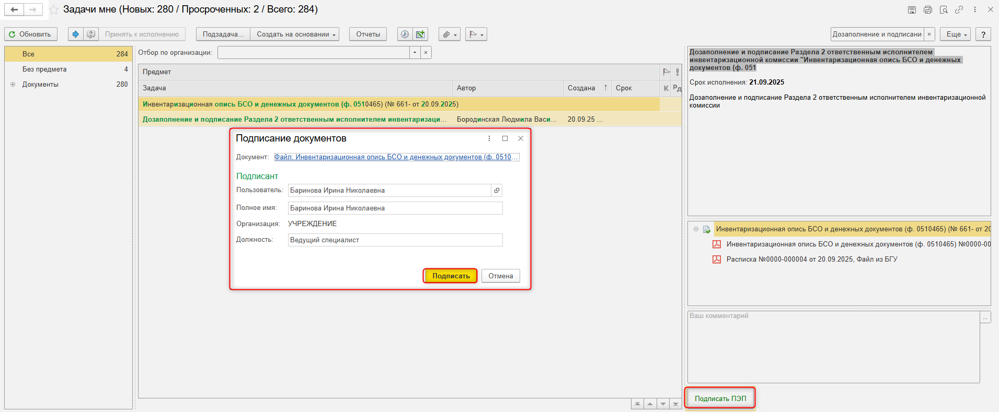 Задачи мне (Новых: 280 / Просроченных: 2 / Всего: 284)
Обновить
Принять к исполнению
Подзадача...
Создать на основании
Отчеты
Дозаполнение и подписани
×
Еще
?
Все 284
Без предмета 4
Документы 280
Отбор по организации:
×
Предмет
Задача Автор Создана ↑ Срок К Рд
Инвентаризационная опись БСО и денежных документов (ф. 0510465) (№ 661- от 20.09.2025)
Дозаполнение и подписание Раздела 2 ответственным исполнителем инвентаризаци... Бородинская Людмила Васи... 20.09.25 ...
Подписание документов
Документ: Файл: Инвентаризационная опись БСО и денежных документов (ф. 0510...
Подписант
Пользователь: Баринова Ирина Николаевна
Полное имя: Баринова Ирина Николаевна
Организация: УЧРЕЖДЕНИЕ
Должность: Ведущий специалист
Подписать
Отмена
Дозаполнение и подписание Раздела 2 ответственным исполнителем
инвентаризационной комиссии "Инвентаризационная опись БСО и денежных
документов (ф. 051
Срок исполнения: 21.09.2025
Дозаполнение и подписание Раздела 2 ответственным исполнителем инвентаризационной
комиссии
Инвентаризационная опись БСО и денежных документов (ф. 0510465) (№ 661- от 20
Инвентаризационная опись БСО и денежных документов (ф. 0510465) №0000-00
Расписка №0000-000004 от 20.09.2025, Файл из БГУ
Ваш комментарий
...
Подписать ПЭП